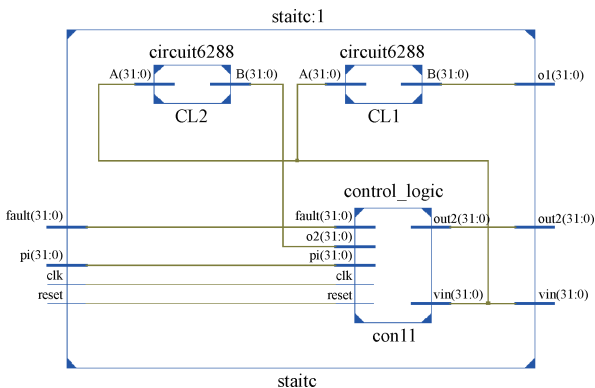 staitc:1
circuit6288 circuit6288
A(31:0) B(31:0) A(31:0) B(31:0) o1(31:0)
CL2 CL1
control_logic
fault(31:0) fault(31:0) out2(31:0) out2(31:0)
o2(31:0)
pi(31:0) pi(31:0)
clk clk
reset reset vin(31:0) vin(31:0)
con11
staitc